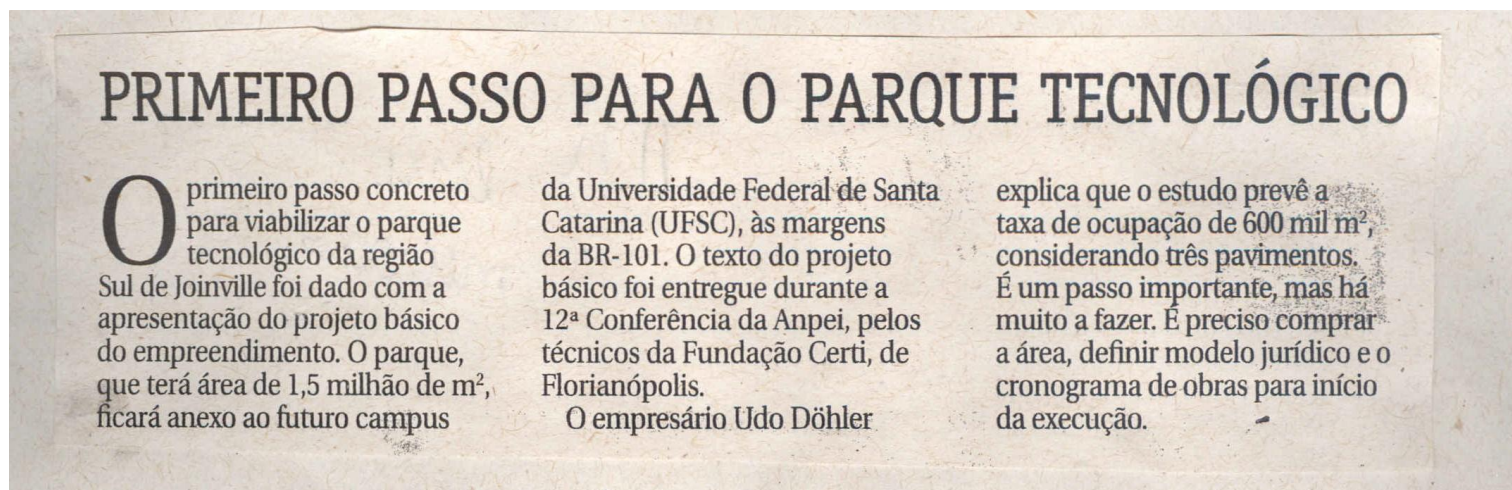 PRIMEIRO PASSO PARA O PARQUE TECNOLÓGICO
O primeiro passo concreto
para viabilizar o parque
tecnológico da região
Sul de Joinville foi dado com a
apresentação do projeto básico
do empreendimento. O parque,
que terá área de 1,5 milhão de m²,
ficará anexo ao futuro campus
da Universidade Federal de Santa
Catarina (UFSC), às margens
da BR-101. O texto do projeto
básico foi entregue durante a
12ª Conferência da Anpei, pelos
técnicos da Fundação Certi, de
Florianópolis.
O empresário Udo Döhler
explica que o estudo prevê a
taxa de ocupação de 600 mil m²,
considerando três pavimentos.
É um passo importante, mas há
muito a fazer. É preciso comprar
a área, definir modelo jurídico e o
cronograma de obras para início
da execução.